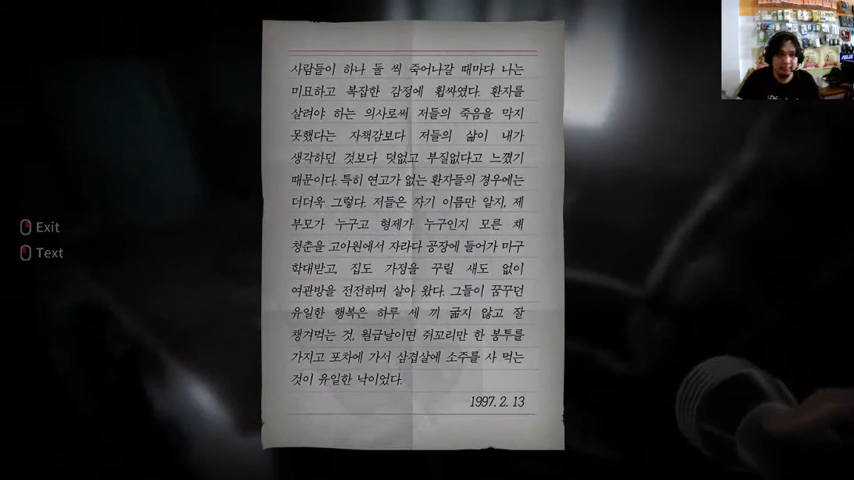 사람들이 하나 둘 씩 죽어나갈 때마다 나는
미묘하고 복잡한 감정에 휩싸였다. 환자를
살려야 하는 의사로써 저들의 죽음을 막지
못했다는 자책감보다 저들의 삶이 내가
생각하던 것보다 덧없고 부질없다고 느꼈기
때문이다. 특히 연고가 없는 환자들의 경우에는
더더욱 그렇다. 저들은 자기 이름만 알지, 제
부모가 누구고 형제가 누구인지 모른 채
청춘을 고아원에서 자라다 공장에 들어가 마구
학대받고, 집도 가정을 꾸릴 새도 없이
여관방을 전전하며 살아 왔다. 그들이 꿈꾸던
유일한 행복은 하루 세 끼 굶지 않고 잘
챙겨먹는 것, 월급날이면 쥐꼬리만 한 봉투를
가지고 포차에 가서 삼겹살에 소주를 사 먹는
것이 유일한 낙이었다.
1997. 2. 13
Exit
Text
ASUS